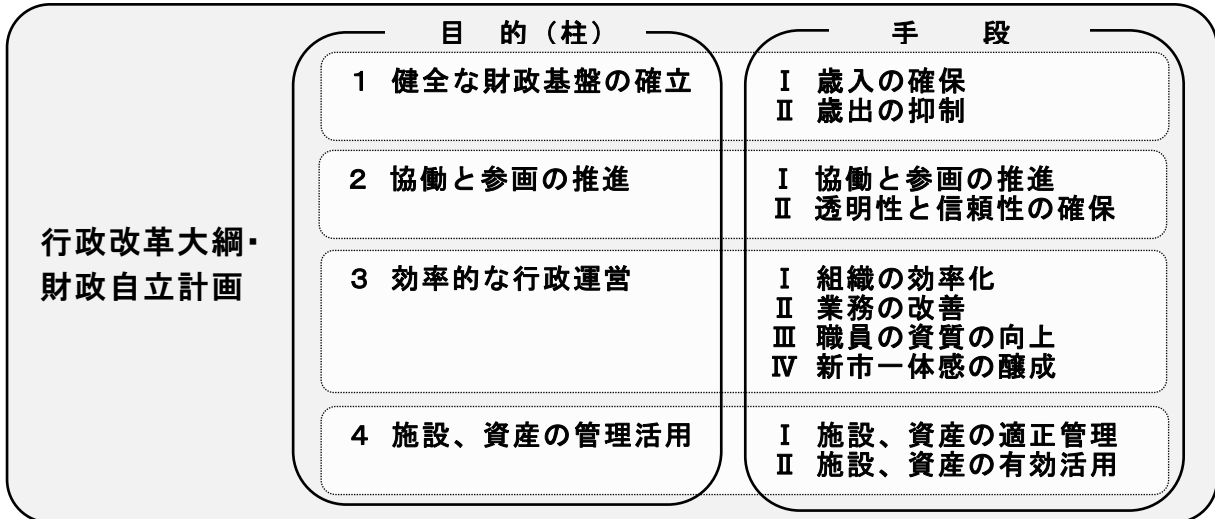 目 的（柱）
手 段
行政改革大綱・
財政自立計画
1 健全な財政基盤の確立
Ⅰ 歳入の確保
Ⅱ 歳出の抑制
2 協働と参画の推進
Ⅰ 協働と参画の推進
Ⅱ 透明性と信頼性の確保
3 効率的な行政運営
Ⅰ 組織の効率化
Ⅱ 業務の改善
Ⅲ 職員の資質の向上
Ⅳ 新市一体感の醸成
4 施設、資産の管理活用
Ⅰ 施設、資産の適正管理
Ⅱ 施設、資産の有効活用